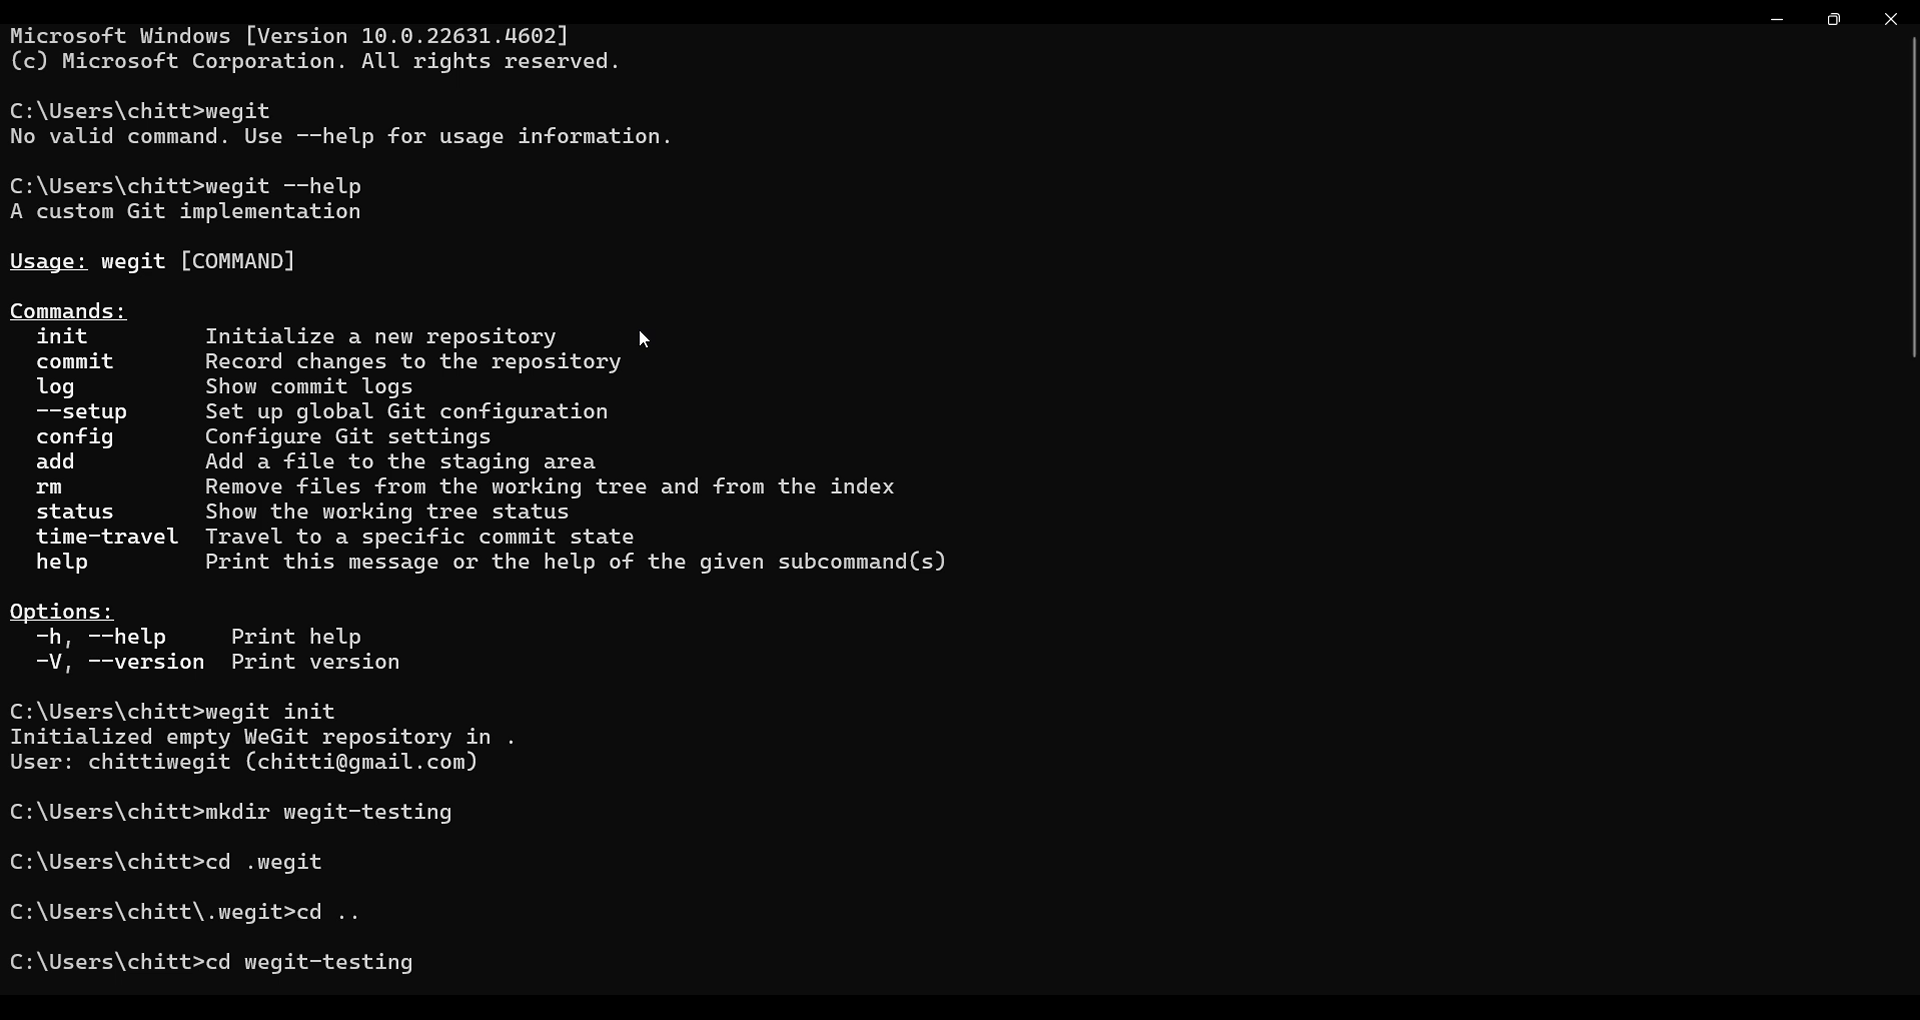 Microsoft Windows [Version 10.0.22631.4602]
(c) Microsoft Corporation. All rights reserved.
C:\Users\chitt>wegit
No valid command. Use --help for usage information.
C:\Users\chitt>wegit --help
A custom Git implementation
Usage: wegit [COMMAND]
Commands:
  init         Initialize a new repository
  commit       Record changes to the repository
  log          Show commit logs
  --setup      Set up global Git configuration
  config       Configure Git settings
  add          Add a file to the staging area
  rm           Remove files from the working tree and from the index
  status       Show the working tree status
  time-travel  Travel to a specific commit state
  help         Print this message or the help of the given subcommand(s)
Options:
  -h, --help     Print help
  -V, --version  Print version
C:\Users\chitt>wegit init
Initialized empty WeGit repository in .
User: chittiwegit (chitti@gmail.com)
C:\Users\chitt>mkdir wegit-testing
C:\Users\chitt>cd .wegit
C:\Users\chitt\.wegit>cd ..
C:\Users\chitt>cd wegit-testing